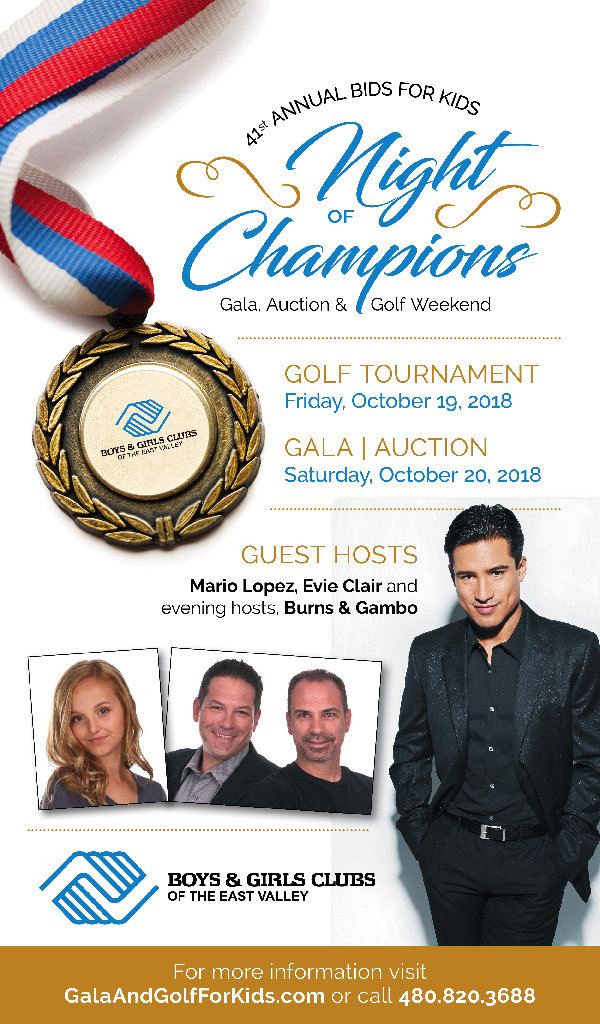 41st ANNUAL BIDS FOR KIDS
Night
OF
Champions
Gala, Auction & Golf Weekend
GOLF TOURNAMENT
Friday, October 19, 2018
GALA | AUCTION
Saturday, October 20, 2018
BOYS & GIRLS CLUBS
OF THE EAST VALLEY
GUEST HOSTS
Mario Lopez, Evie Clair and
evening hosts, Burns & Gambo
BOYS & GIRLS CLUBS
OF THE EAST VALLEY
For more information visit
GalaAndGolfForKids.com or call 480.820.3688